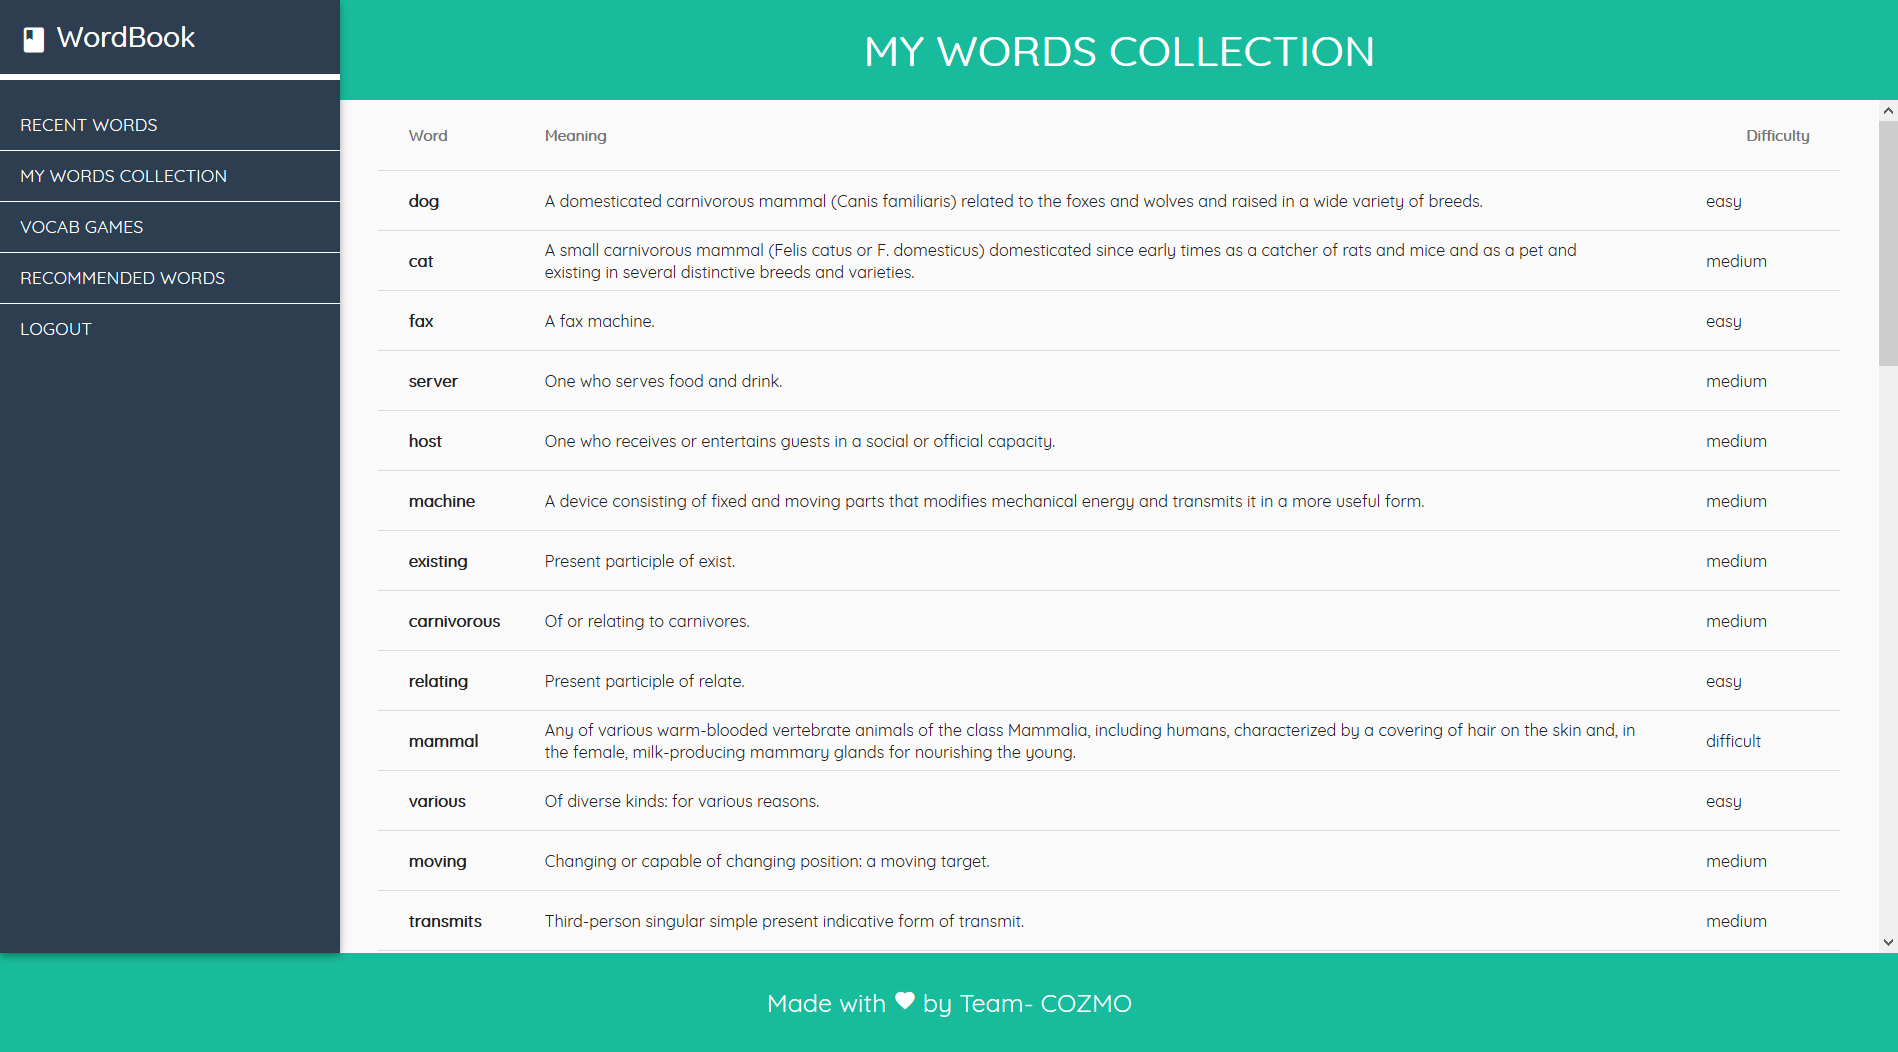 WordBook
RECENT WORDS
MY WORDS COLLECTION
VOCAB GAMES
RECOMMENDED WORDS
LOGOUT
MY WORDS COLLECTION
Word Meaning Difficulty
dog A domesticated carnivorous mammal (Canis familiaris) related to the foxes and wolves and raised in a wide variety of breeds. easy
cat A small carnivorous mammal (Felis catus or F. domesticus) domesticated since early times as a catcher of rats and mice and as a pet and
existing in several distinctive breeds and varieties. medium
fax A fax machine. easy
server One who serves food and drink. medium
host One who receives or entertains guests in a social or official capacity. medium
machine A device consisting of fixed and moving parts that modifies mechanical energy and transmits it in a more useful form. medium
existing Present participle of exist. medium
carnivorous Of or relating to carnivores. medium
relating Present participle of relate. easy
mammal Any of various warm-blooded vertebrate animals of the class Mammalia, including humans, characterized by a covering of hair on the skin and, in
the female, milk-producing mammary glands for nourishing the young. difficult
various Of diverse kinds: for various reasons. easy
moving Changing or capable of changing position: a moving target. medium
transmits Third-person singular simple present indicative form of transmit. medium
Made with ♥ by Team- COZMO